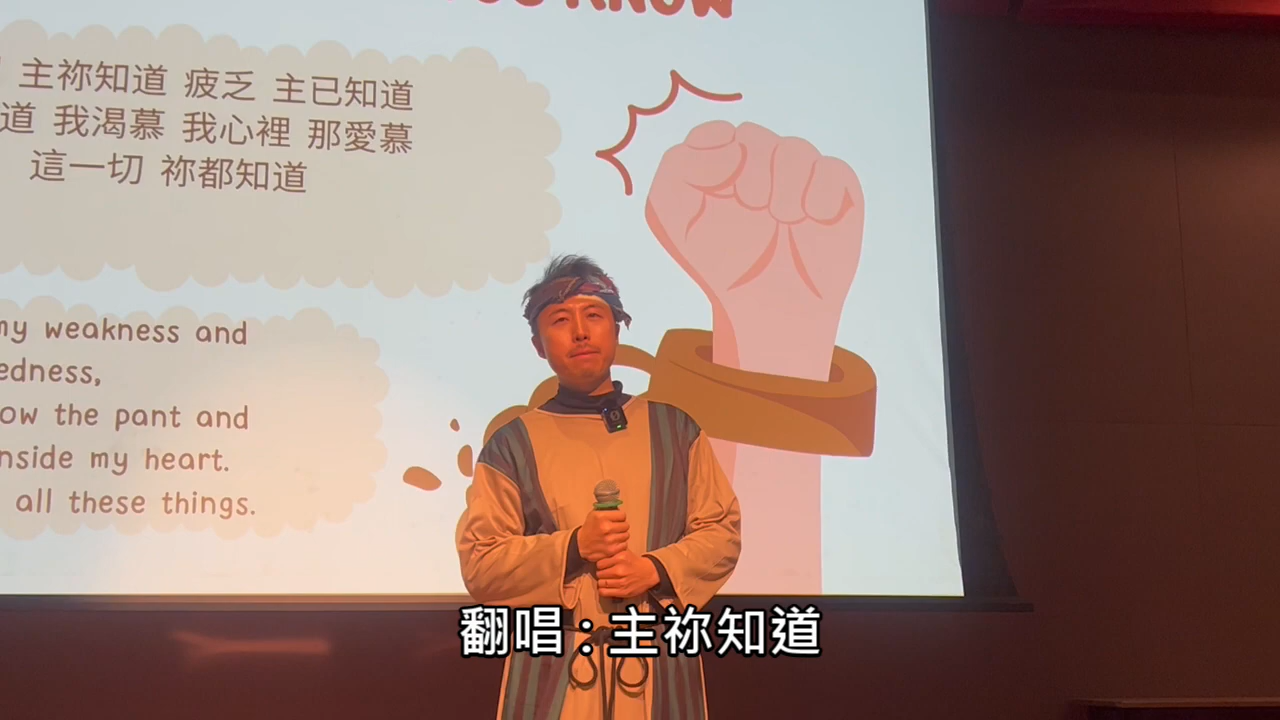 KNOW
主祢知道 疲乏 主已知道
道 我渴慕 我心裡 那愛慕
這一切 祢都知道
my weakness and
edness,
ow the pant and
nside my heart.
all these things.
翻唱：主祢知道